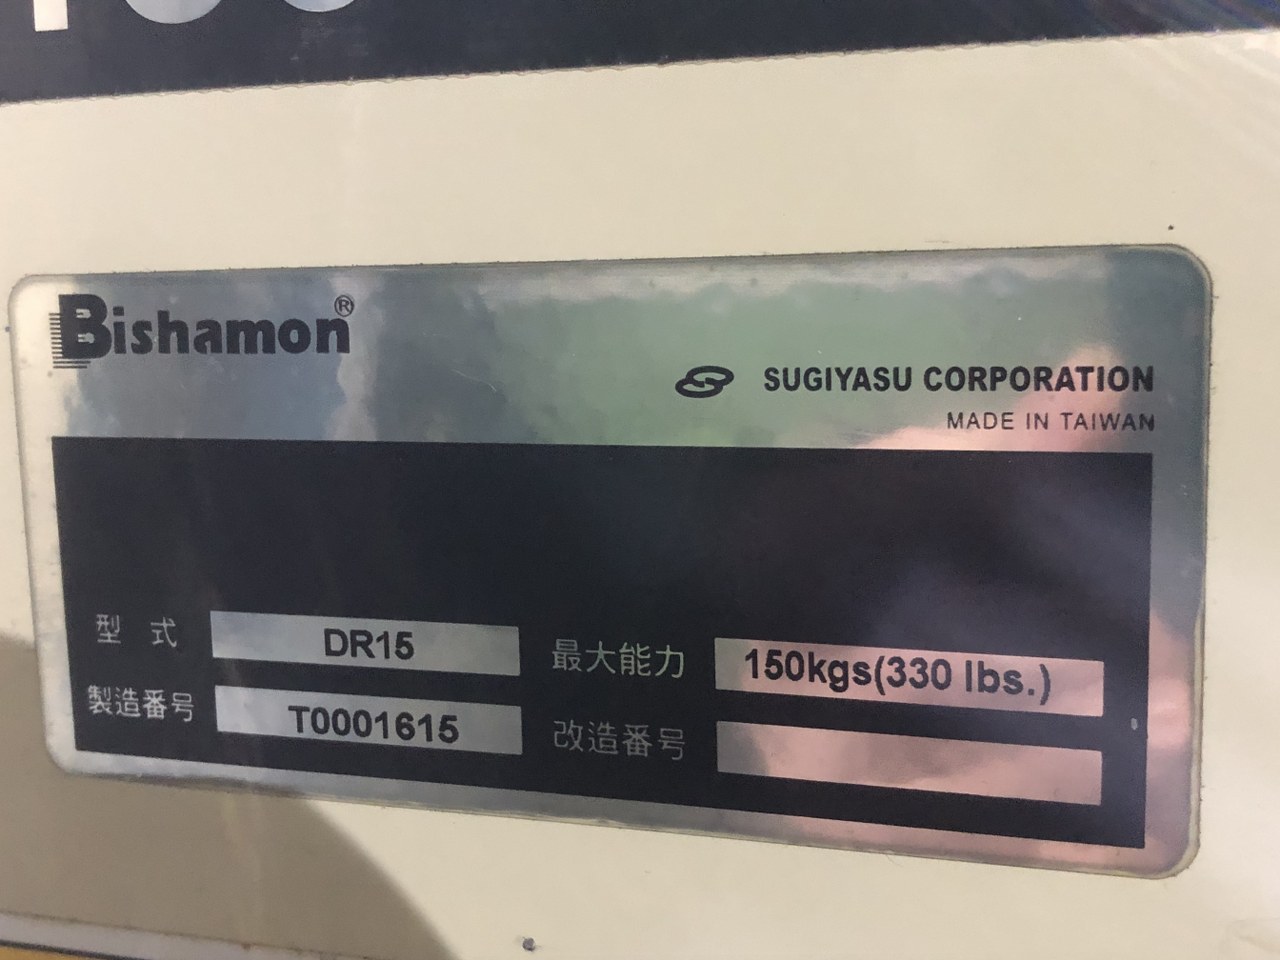 Bishamon®
SUGIYASU CORPORATION
MADE IN TAIWAN
型 式 DR15 最大能力 150kgs(330 lbs.)
製造番号 T0001615 改造番号